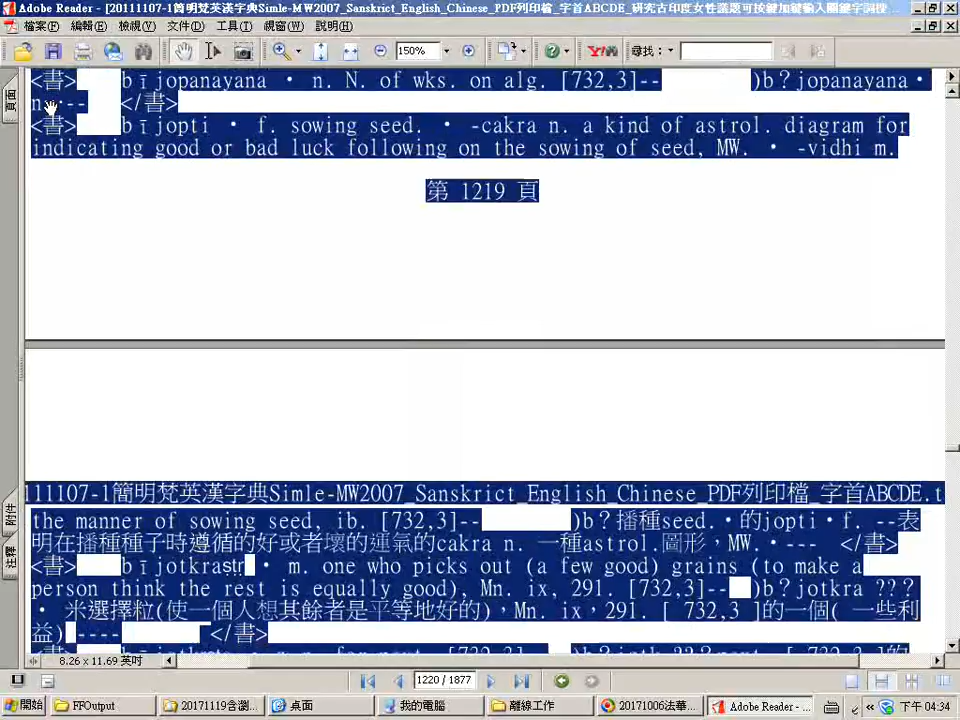 Adobe Reader - [20111107-1簡明梵英漢字典Simle-MW2007_Sanskrict_English_Chinese_PDF列印檔_字首ABCDE_研究古印度女性議題可按鍵加鍵輸入關鍵字詞搜
檔案(F) 編輯(E) 檢視(V) 文件(D) 工具(T) 視窗(W) 說明(H)
150% Y! 尋找:
頁面
<書> bījopanayana · n. N. of wks. on alg. [732,3]-- )b？jopanayana·
n --- </書>
<書> bījopti · f. sowing seed. · -cakra n. a kind of astrol. diagram for
indicating good or bad luck following on the sowing of seed, MW. · -vidhi m.
第 1219 頁
111107-1簡明梵英漢字典Simle-MW2007_Sanskrict_English_Chinese_PDF列印檔_字首ABCDE.t
the manner of sowing seed, ib. [732,3]-- )b？播種seed.·的jopti·f. --表
明在播種種子時遵循的好或者壞的運氣的cakra n. 一種astrol.圖形，MW.·--- </書>
<書> bījotkraṣṭṛ · m. one who picks out (a few good) grains (to make a
person think the rest is equally good), Mn. ix, 291. [732,3]-- )b？jotkra ???
· 米選擇粒(使一個人想其餘者是平等地好的)，Mn. ix，291. [ 732,3 ]的一個( 一些利
益) ---- </書>
附件
注釋
8.26 x 11.69 英吋
1220 / 1877
開始 FFOutput 20171119含瀏... 桌面 我的電腦 離線工作 20171006法華... Adobe Reader - ... 下午 04:34